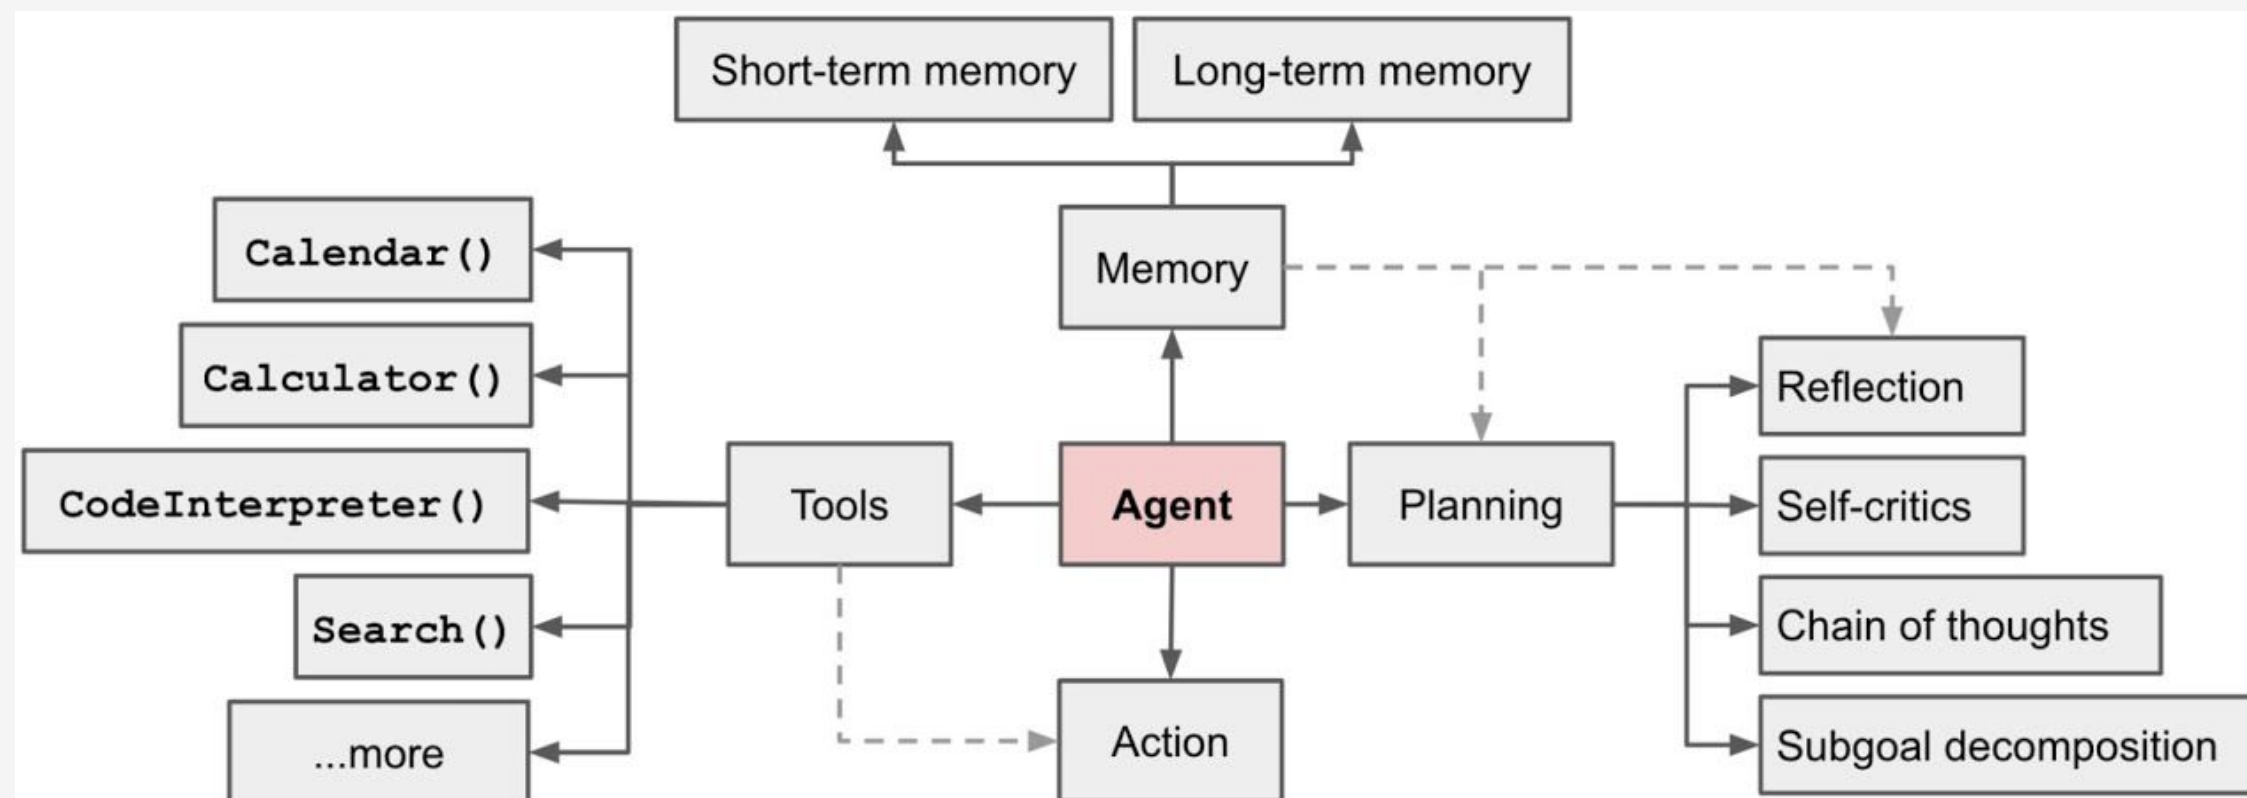 Short-term memory
Long-term memory
Calendar()
Memory
Calculator()
Reflection
CodeInterpreter()
Tools
Agent
Planning
Self-critics
Search()
Chain of thoughts
...more
Action
Subgoal decomposition